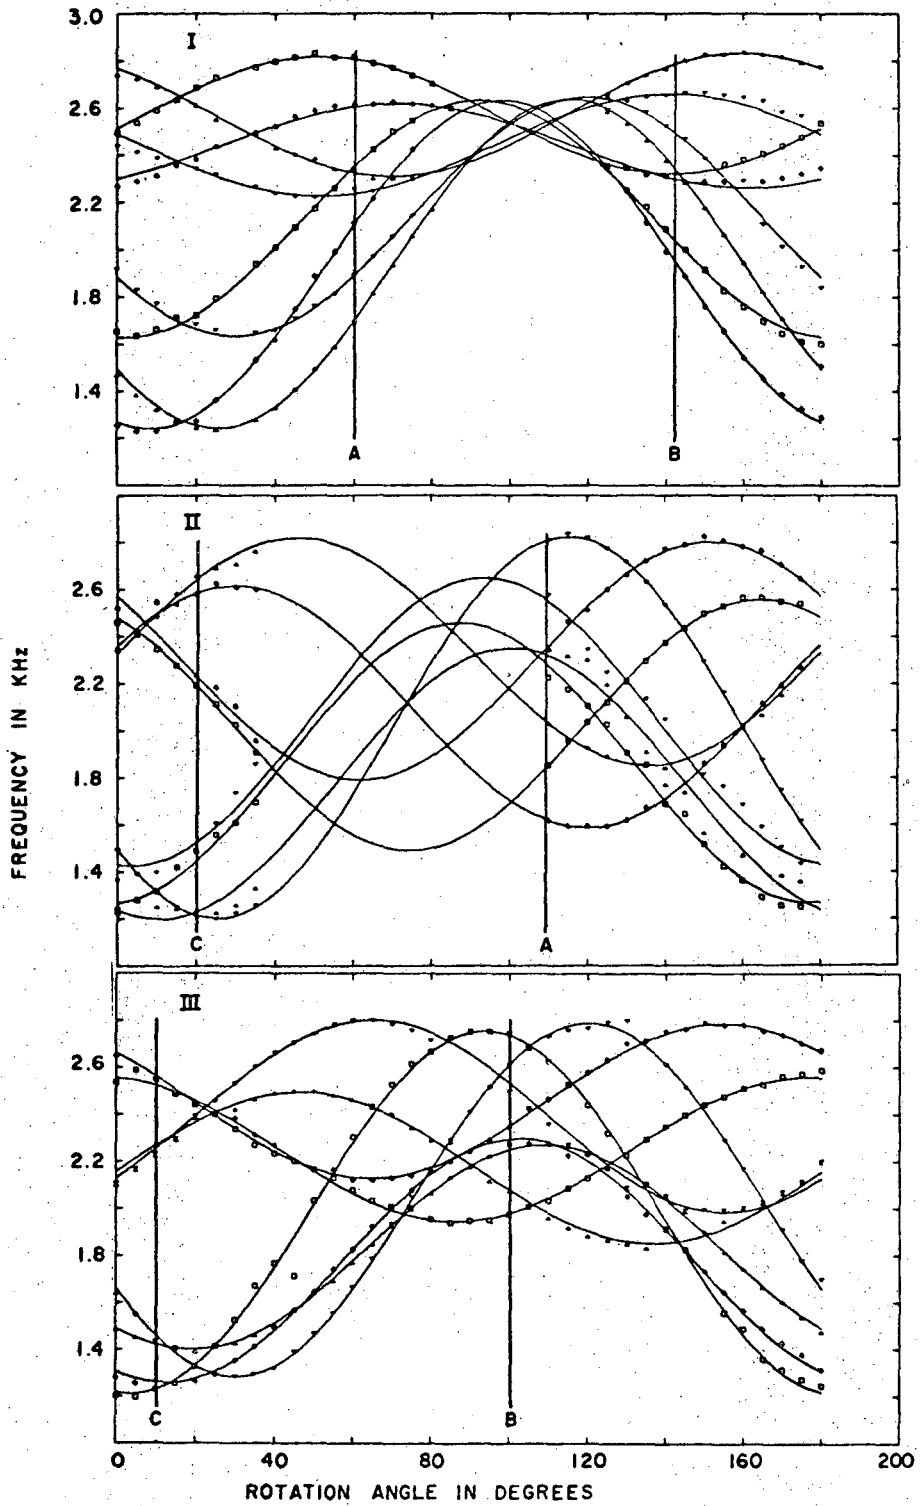 3.0
I
2.6
2.2
1.8
1.4
A
B
II
2.6
2.2
1.8
1.4
C
A
FREQUENCY IN KHz
III
2.6
2.2
1.8
1.4
C
B
0
40
80
120
160
200
ROTATION ANGLE IN DEGREES